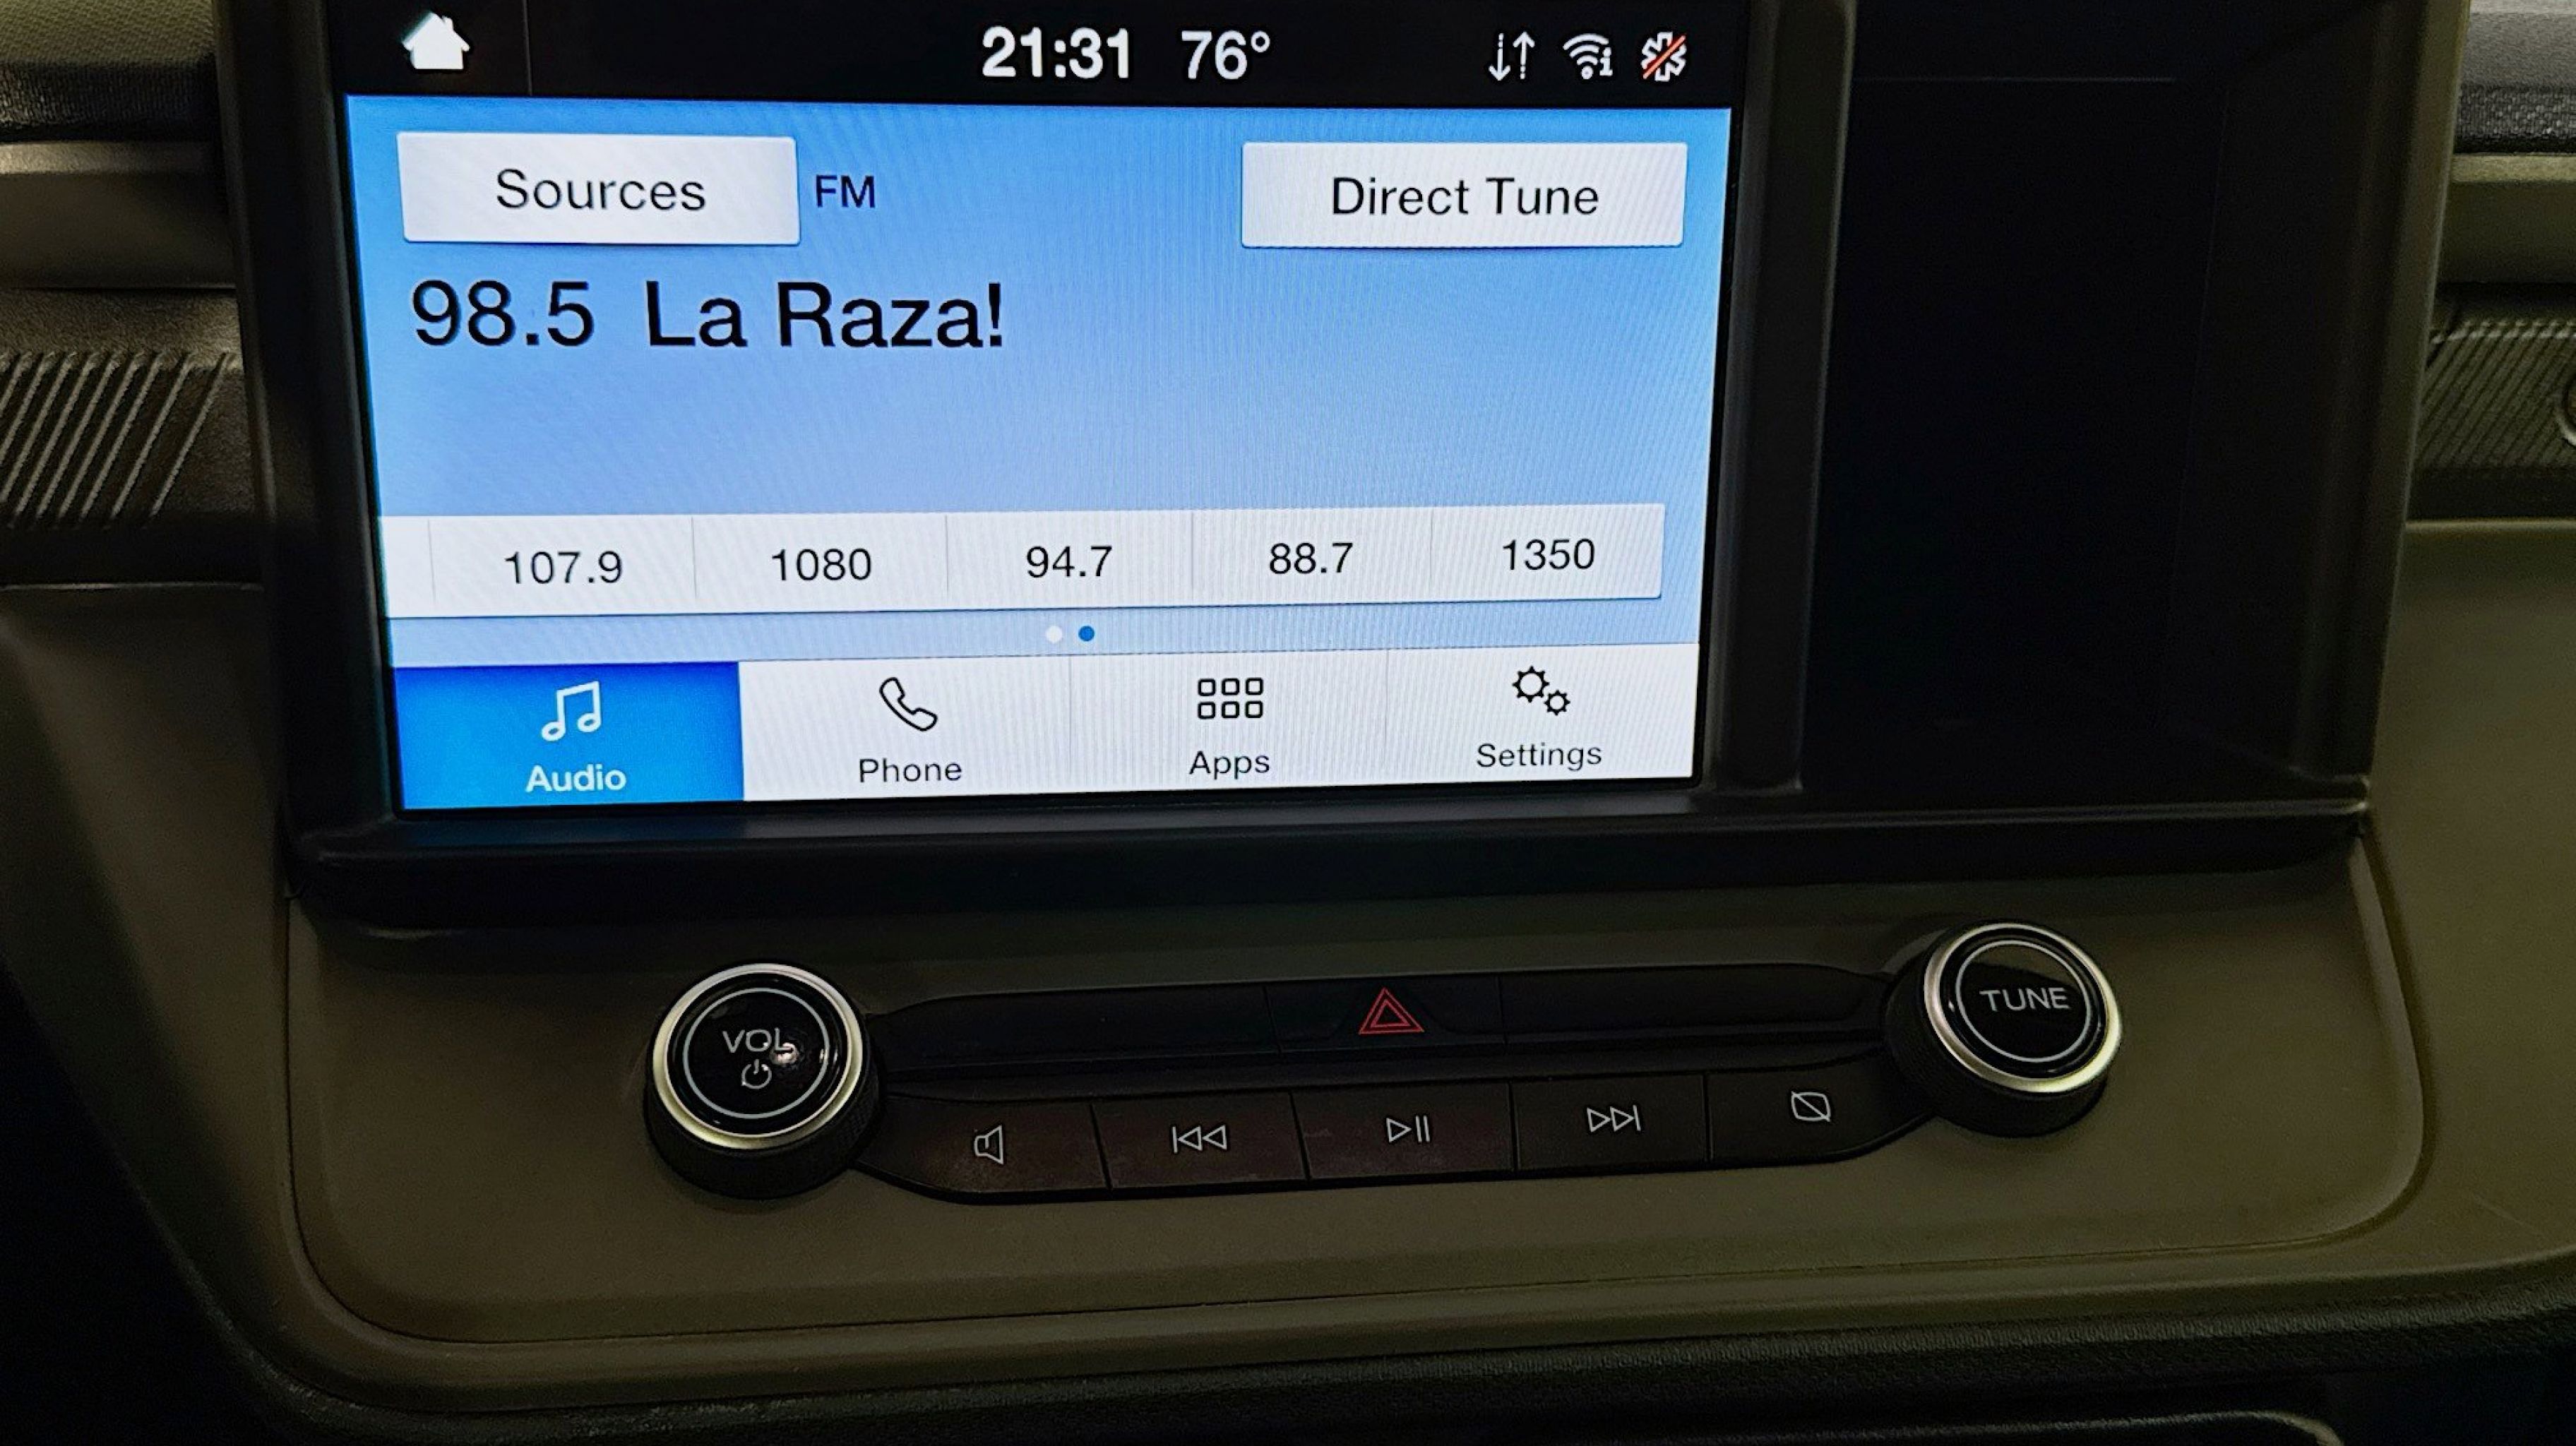 21:31 76°
Sources FM Direct Tune
98.5 La Raza!
107.9 1080 94.7 88.7 1350
Audio Phone Apps Settings
VOL TUNE